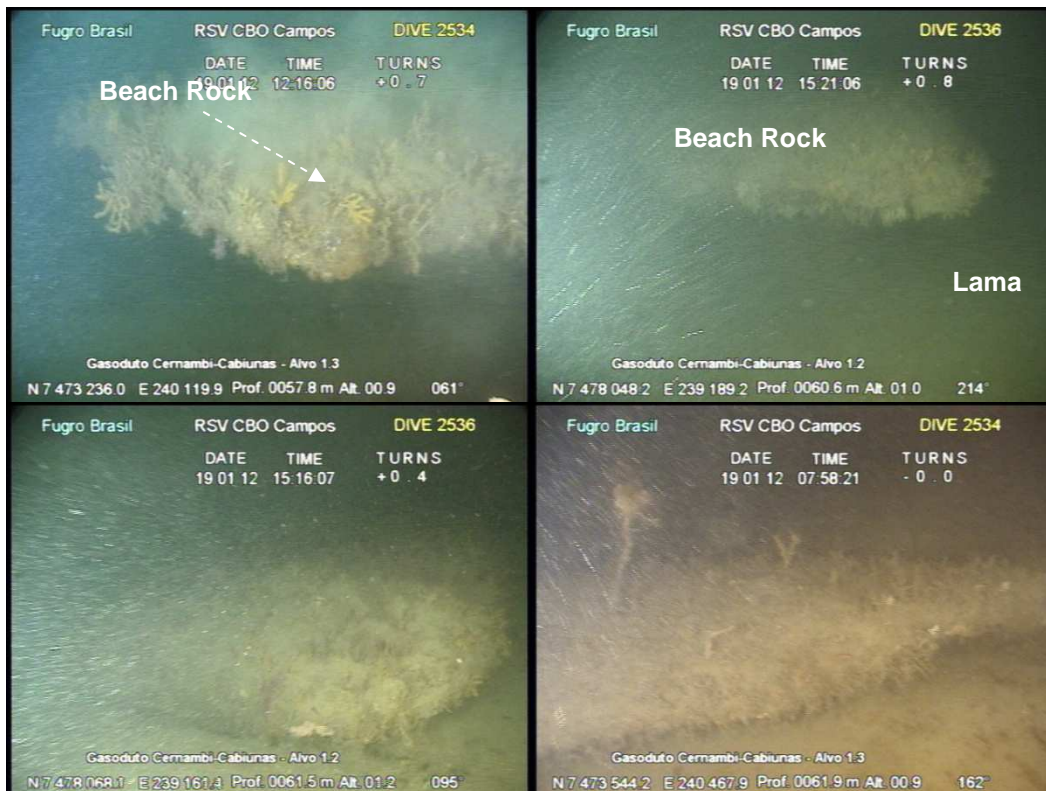 Fugro Brasil RSV CBO Campos DIVE 2534
DATE TIME TURNS
19 01 12 12:16:06 +0.7
Beach Rock
Gasoduto Cernambi-Cabiunas - Alvo 1.3
N 7 473 236.0 E 240 119.9 Prof. 0057.8 m Alt. 00.9 061°
Fugro Brasil RSV CBO Campos DIVE 2536
DATE TIME TURNS
19 01 12 15:21:06 +0.8
Beach Rock
Lama
Gasoduto Cernambi-Cabiunas - Alvo 1.2
N 7 478 048.2 E 239 189.2 Prof. 0060.6 m Alt. 01.0 214°
Fugro Brasil RSV CBO Campos DIVE 2536
DATE TIME TURNS
19 01 12 15:16:07 +0.4
Gasoduto Cernambi-Cabiunas - Alvo 1.2
N 7 478 068.1 E 239 161.4 Prof. 0061.5 m Alt. 01.2 095°
Fugro Brasil RSV CBO Campos DIVE 2534
DATE TIME TURNS
19 01 12 07:58:21 -0.0
Gasoduto Cernambi-Cabiunas - Alvo 1.3
N 7 473 544.2 E 240 467.9 Prof. 0061.9 m Alt. 00.9 162°